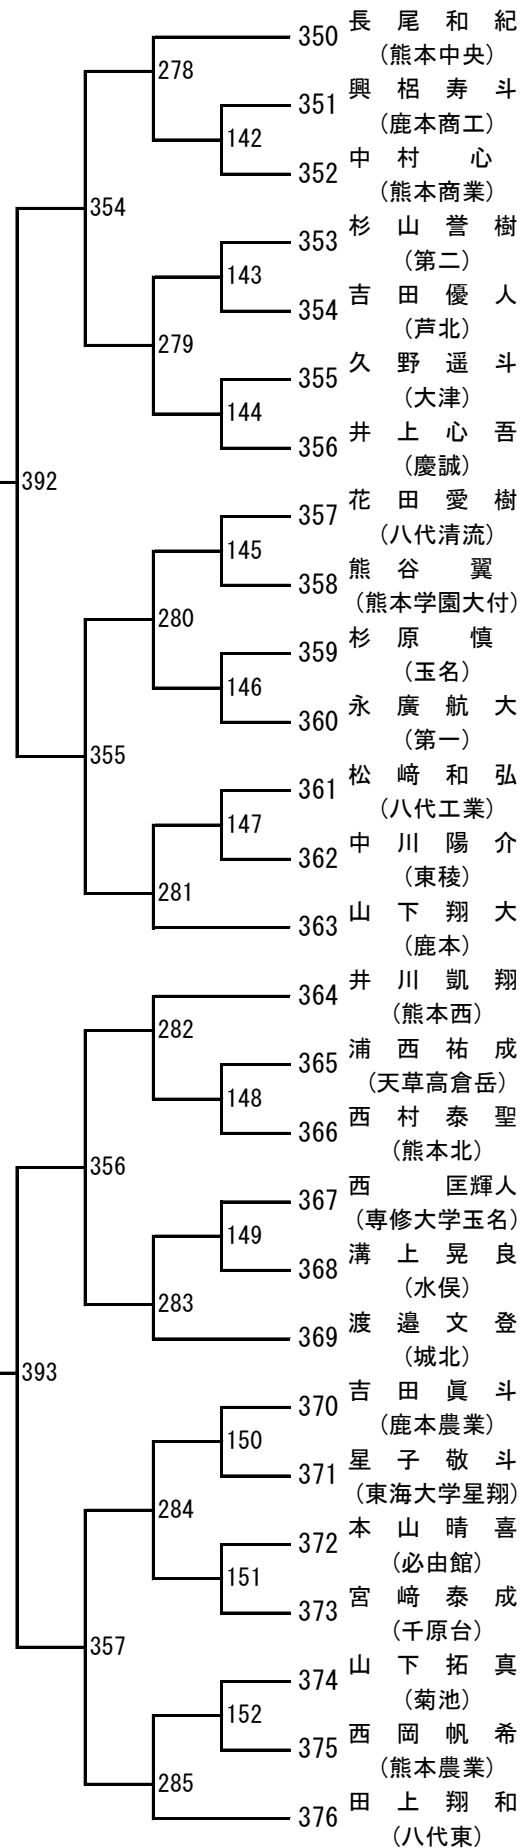 350 長尾和紀
(熊本中央)
278
351 興梠寿斗
(鹿本商工)
142
352 中村 心
(熊本商業)
354
353 杉山誉樹
(第二)
143
354 吉田優人
(芦北)
279
355 久野遥斗
(大津)
144
356 井上心吾
(慶誠)
392
357 花田愛樹
(八代清流)
145
358 熊谷 翼
(熊本学園大付)
280
359 杉原 慎
(玉名)
146
360 永廣航大
(第一)
355
361 松﨑和弘
(八代工業)
147
362 中川陽介
(東稜)
281
363 山下翔大
(鹿本)
364 井川凱翔
(熊本西)
282
365 浦西祐成
(天草高倉岳)
148
366 西村泰聖
(熊本北)
356
367 西 匡輝人
(専修大学玉名)
149
368 溝上晃良
(水俣)
283
369 渡邉文登
(城北)
393
370 吉田眞斗
(鹿本農業)
150
371 星子敬斗
(東海大学星翔)
284
372 本山晴喜
(必由館)
151
373 宮﨑泰成
(千原台)
357
374 山下拓真
(菊池)
152
375 西岡帆希
(熊本農業)
285
376 田上翔和
(八代東)